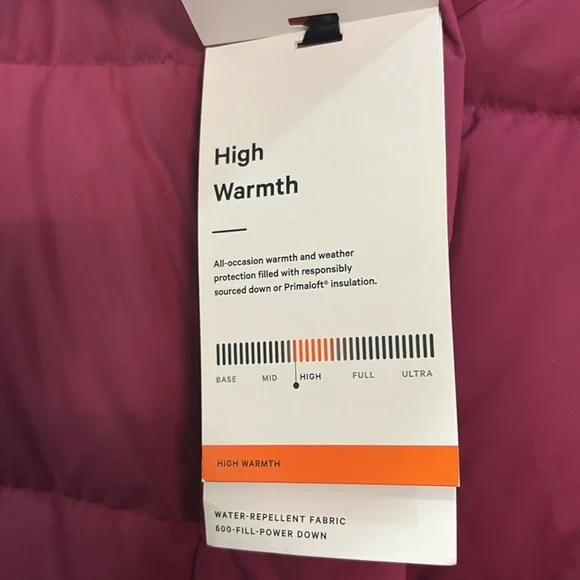 High
Warmth
All-occasion warmth and weather
protection filled with responsibly
sourced down or Primaloft® insulation.
BASE MID HIGH FULL ULTRA
HIGH WARMTH
WATER-REPELLENT FABRIC
600-FILL-POWER DOWN